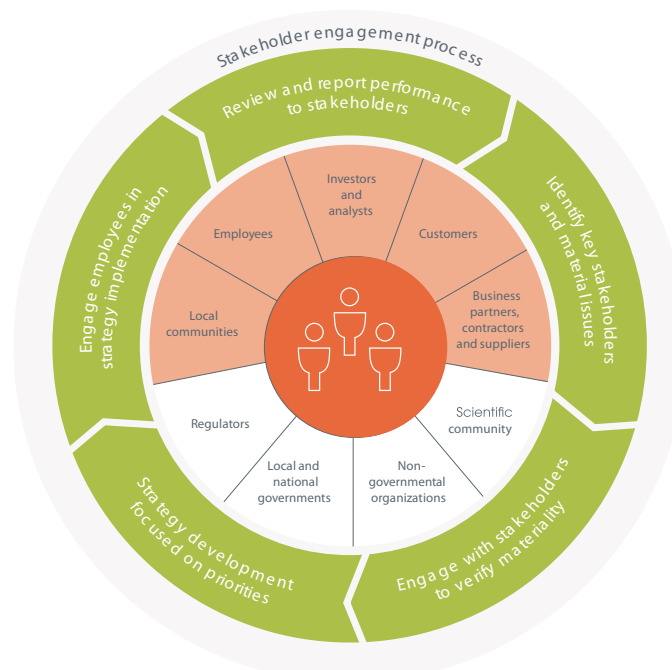 Stakeholder engagement process
Review and report performance
to stakeholders
Identify key stakeholders
and material issues
Engage with stakeholders
to verify materiality
Strategy development
focused on priorities
Engage employees in
strategy implementation
Investors
and
analysts
Customers
Business
partners,
contractors
and suppliers
Scientific
community
Non-
governmental
organizations
Local and
national
governments
Regulators
Local
communities
Employees